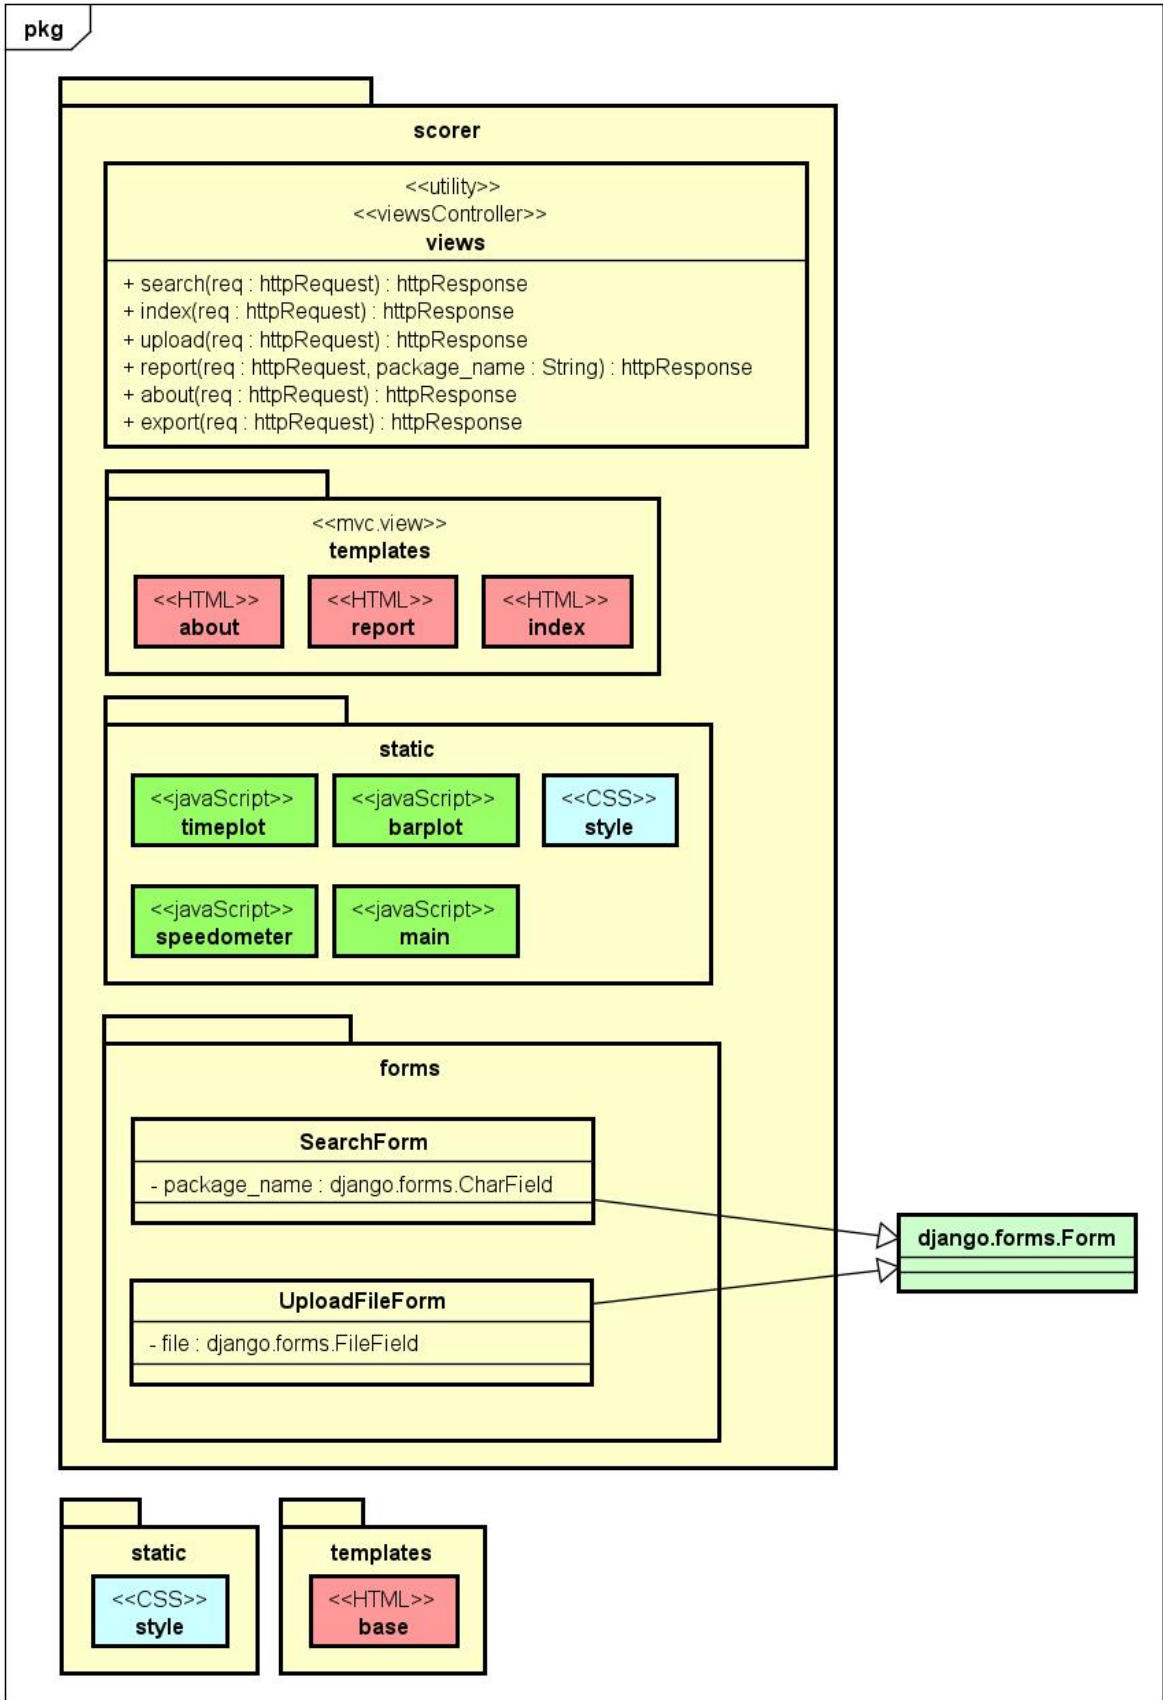 pkg
scorer
<<utility>>
<<viewsController>>
views
+ search(req : httpRequest) : httpResponse
+ index(req : httpRequest) : httpResponse
+ upload(req : httpRequest) : httpResponse
+ report(req : httpRequest, package_name : String) : httpResponse
+ about(req : httpRequest) : httpResponse
+ export(req : httpRequest) : httpResponse
<<mvc.view>>
templates
<<HTML>>
about
<<HTML>>
report
<<HTML>>
index
static
<<javaScript>>
timeplot
<<javaScript>>
barplot
<<CSS>>
style
<<javaScript>>
speedometer
<<javaScript>>
main
forms
SearchForm
- package_name : django.forms.CharField
django.forms.Form
UploadFileForm
- file : django.forms.FileField
static
<<CSS>>
style
templates
<<HTML>>
base